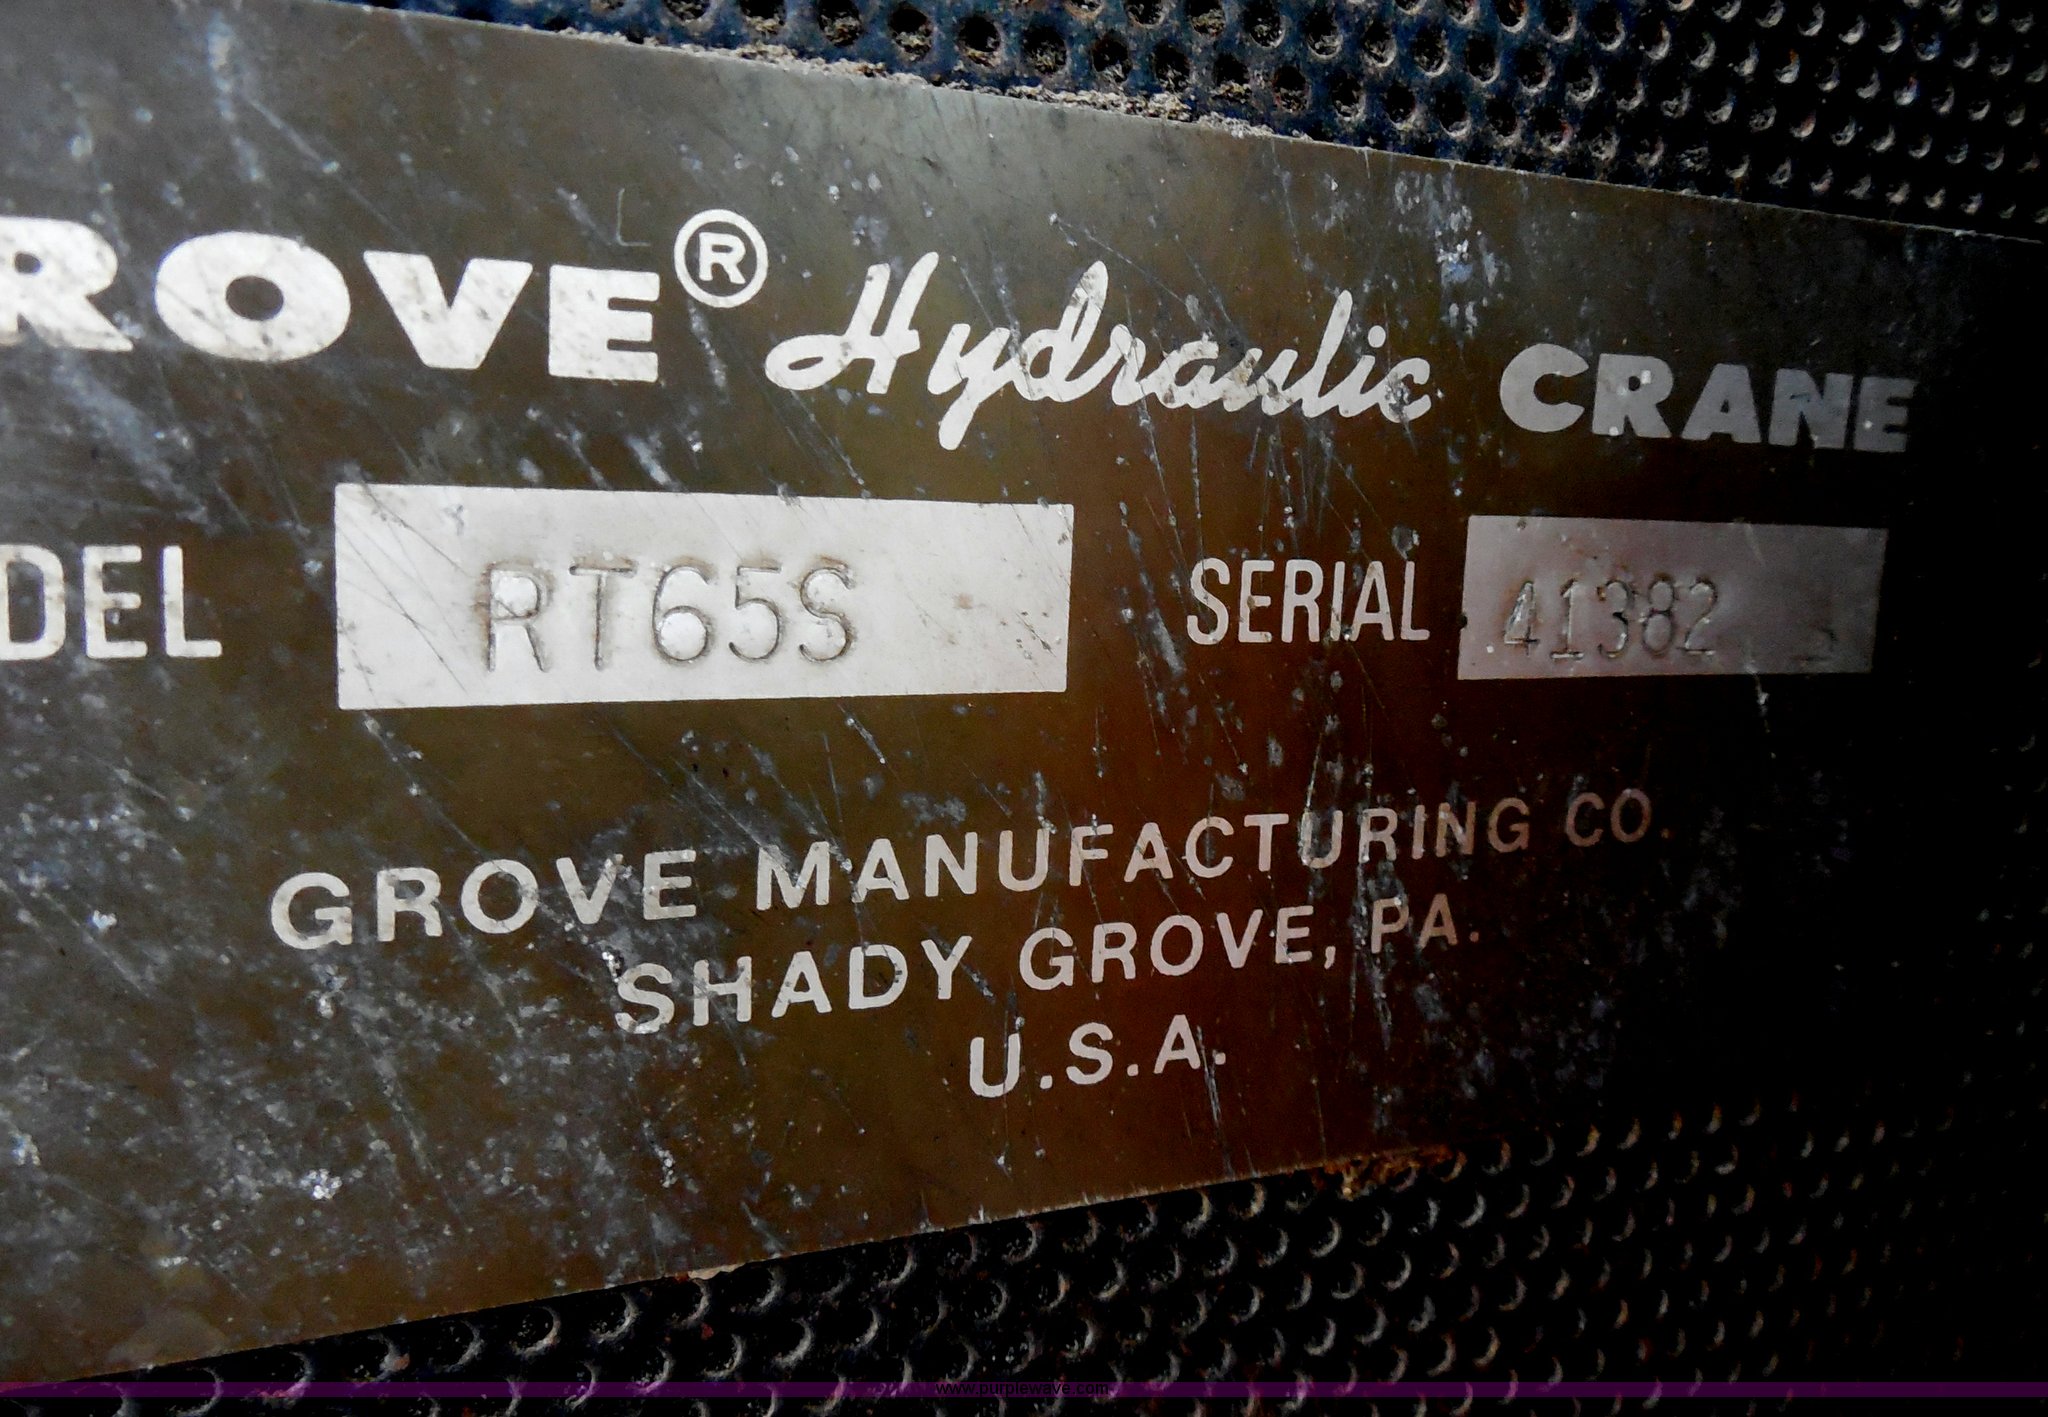 ROVE® Hydraulic CRANE
DEL RT65S SERIAL 41382
GROVE MANUFACTURING CO.
SHADY GROVE, PA.
U.S.A.
www.purplewave.com